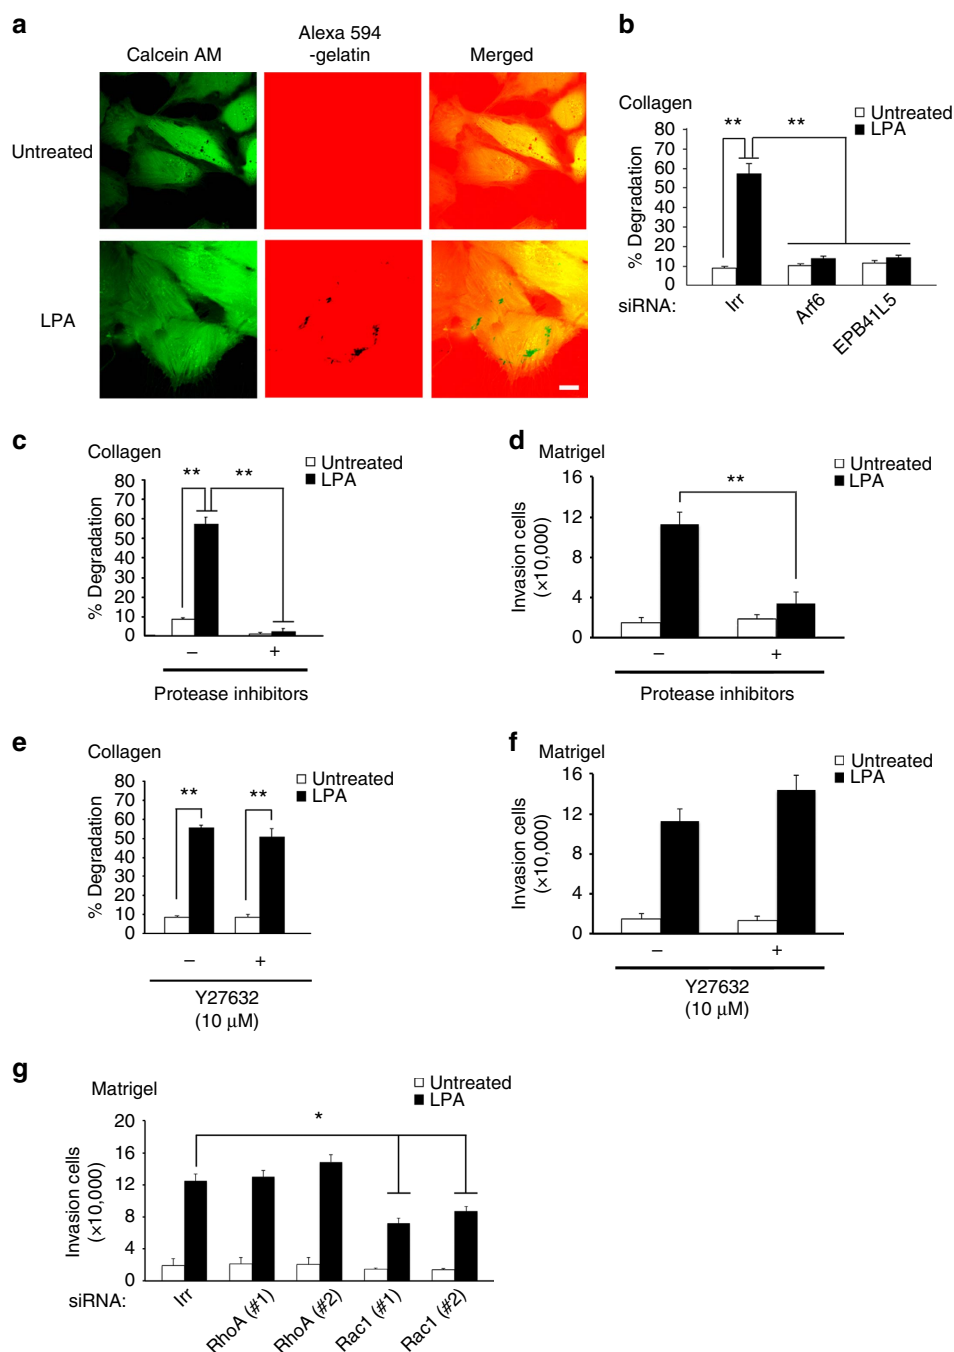 a
Calcein AM
Alexa 594
-gelatin
Merged
Untreated
LPA
b
Collagen
Untreated
LPA
** **
% Degradation
80
70
60
50
40
30
20
10
0
siRNA: Irr Arf6 EPB41L5
c
Collagen
Untreated
LPA
** **
% Degradation
80
70
60
50
40
30
20
10
0
– +
Protease inhibitors
d
Matrigel
Untreated
LPA
**
Invasion cells
(×10,000)
16
12
8
4
0
– +
Protease inhibitors
e
Collagen
Untreated
LPA
** **
% Degradation
80
70
60
50
40
30
20
10
0
– +
Y27632
(10 µM)
f
Matrigel
Untreated
LPA
Invasion cells
(×10,000)
16
12
8
4
0
– +
Y27632
(10 µM)
g
Matrigel
Untreated
LPA
*
Invasion cells
(×10,000)
20
16
12
8
4
0
siRNA: Irr RhoA (#1) RhoA (#2) Rac1 (#1) Rac1 (#2)